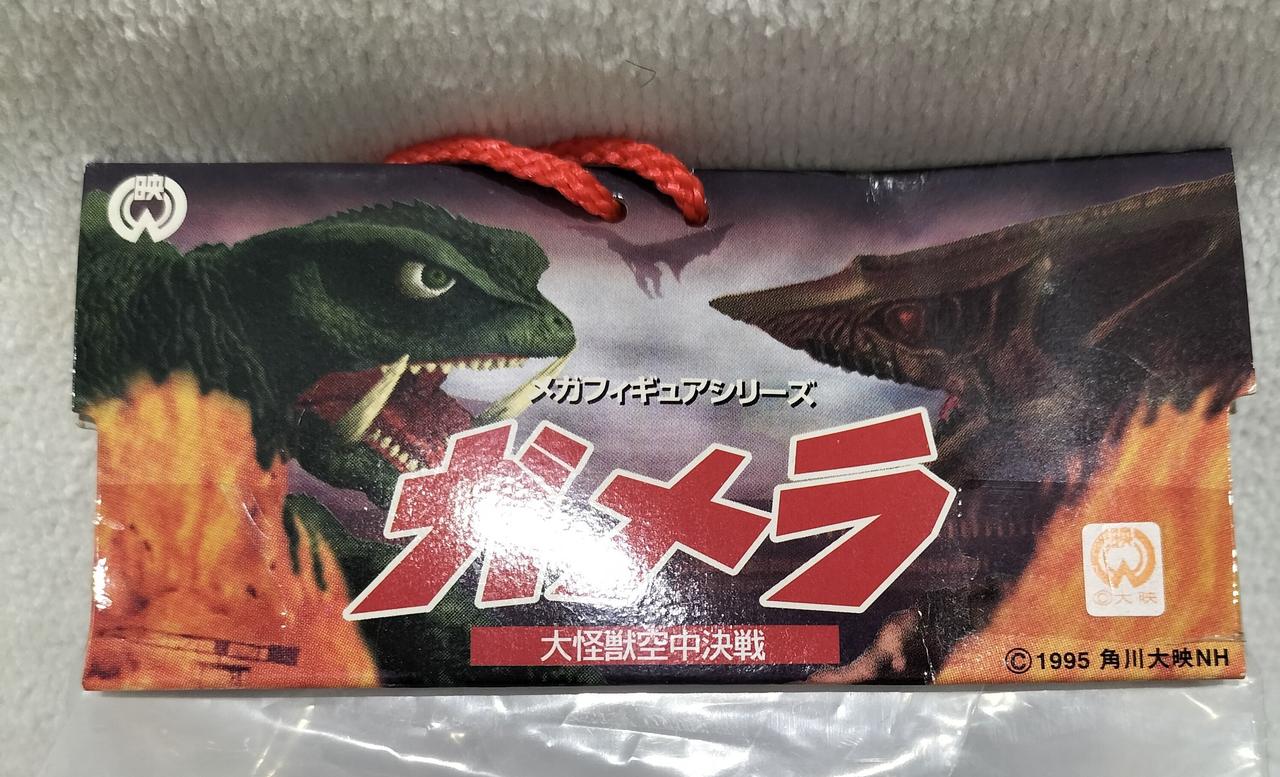 映
メガフィギュアシリーズ
ガメラ
大怪獣空中決戦
©大映
©1995 角川大映NH